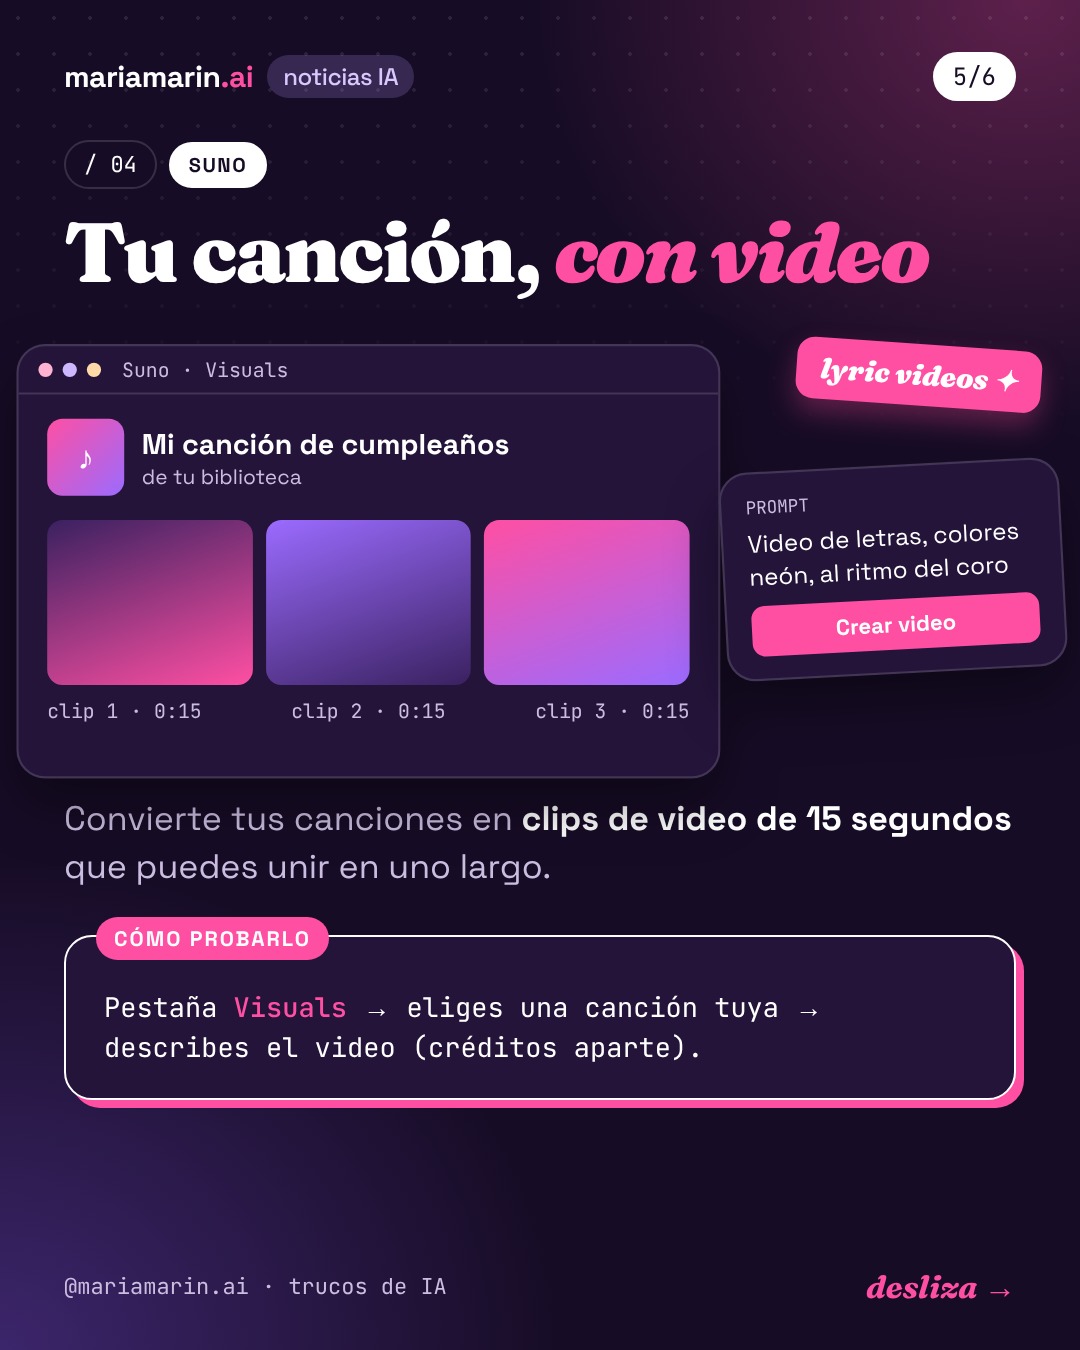 mariamarin.ai noticias IA 5/6
/ 04 SUNO
Tu canción, con video
Suno · Visuals
lyric videos ✦
♪
Mi canción de cumpleaños
de tu biblioteca
PROMPT
Video de letras, colores
neón, al ritmo del coro
Crear video
clip 1 · 0:15 clip 2 · 0:15 clip 3 · 0:15
Convierte tus canciones en clips de video de 15 segundos
que puedes unir en uno largo.
CÓMO PROBARLO
Pestaña Visuals → eliges una canción tuya →
describes el video (créditos aparte).
@mariamarin.ai · trucos de IA
desliza →